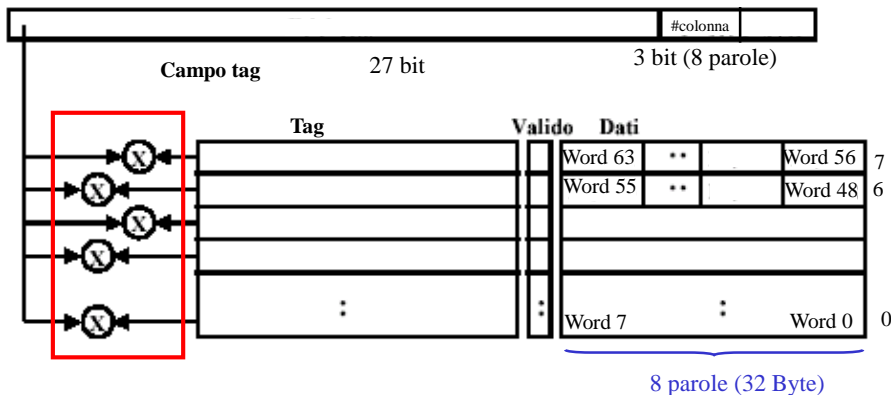 #colonna
Campo tag 27 bit 3 bit (8 parole)
Tag Valido Dati
X Word 63 •• Word 56 7
X Word 55 •• Word 48 6
X
X
X : : Word 7 : Word 0 0
8 parole (32 Byte)